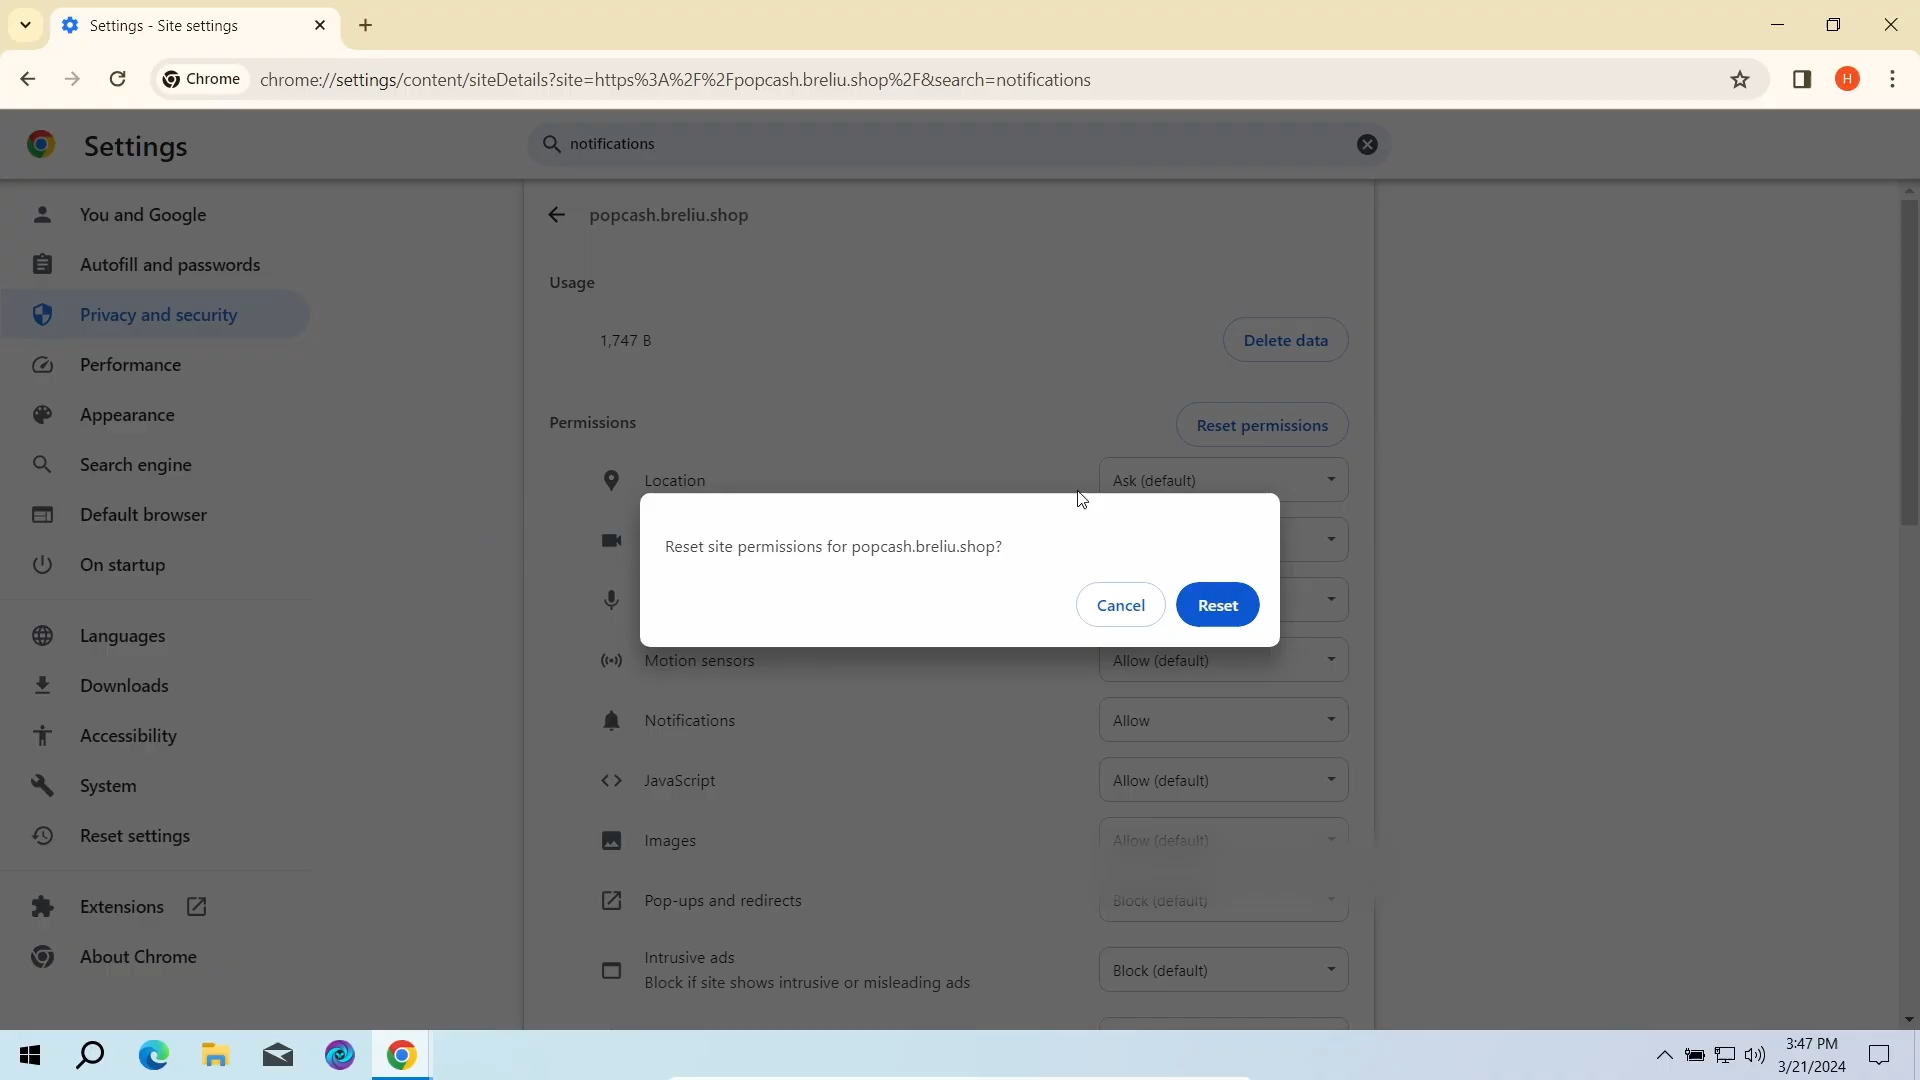 Settings - Site settings
Chrome
chrome://settings/content/siteDetails?site=https%3A%2F%2Fpopcash.breliu.shop%2F&search=notifications
H
Settings
notifications
You and Google
Autofill and passwords
Privacy and security
Performance
Appearance
Search engine
Default browser
On startup
Languages
Downloads
Accessibility
System
Reset settings
Extensions
About Chrome
popcash.breliu.shop
Usage
1,747 B
Delete data
Permissions
Reset permissions
Location
Ask (default)
Reset site permissions for popcash.breliu.shop?
Cancel
Reset
Motion sensors
Allow (default)
Notifications
Allow
JavaScript
Allow (default)
Images
Allow (default)
Pop-ups and redirects
Block (default)
Intrusive ads
Block if site shows intrusive or misleading ads
Block (default)
3:47 PM
3/21/2024